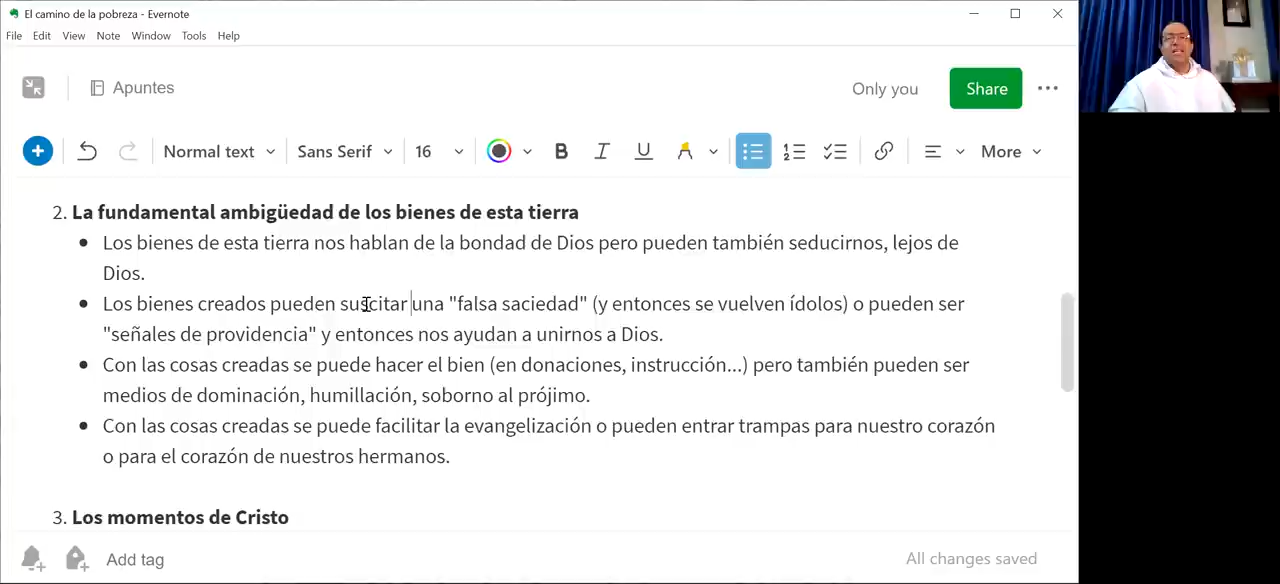 El camino de la pobreza - Evernote
File Edit View Note Window Tools Help
Apuntes
Only you
Share
Normal text
Sans Serif
16
B I U
More
2. La fundamental ambigüedad de los bienes de esta tierra
Los bienes de esta tierra nos hablan de la bondad de Dios pero pueden también seducirnos, lejos de
Dios.
Los bienes creados pueden suscitar una "falsa saciedad" (y entonces se vuelven ídolos) o pueden ser
"señales de providencia" y entonces nos ayudan a unirnos a Dios.
Con las cosas creadas se puede hacer el bien (en donaciones, instrucción...) pero también pueden ser
medios de dominación, humillación, soborno al prójimo.
Con las cosas creadas se puede facilitar la evangelización o pueden entrar trampas para nuestro corazón
o para el corazón de nuestros hermanos.
3. Los momentos de Cristo
Add tag
All changes saved